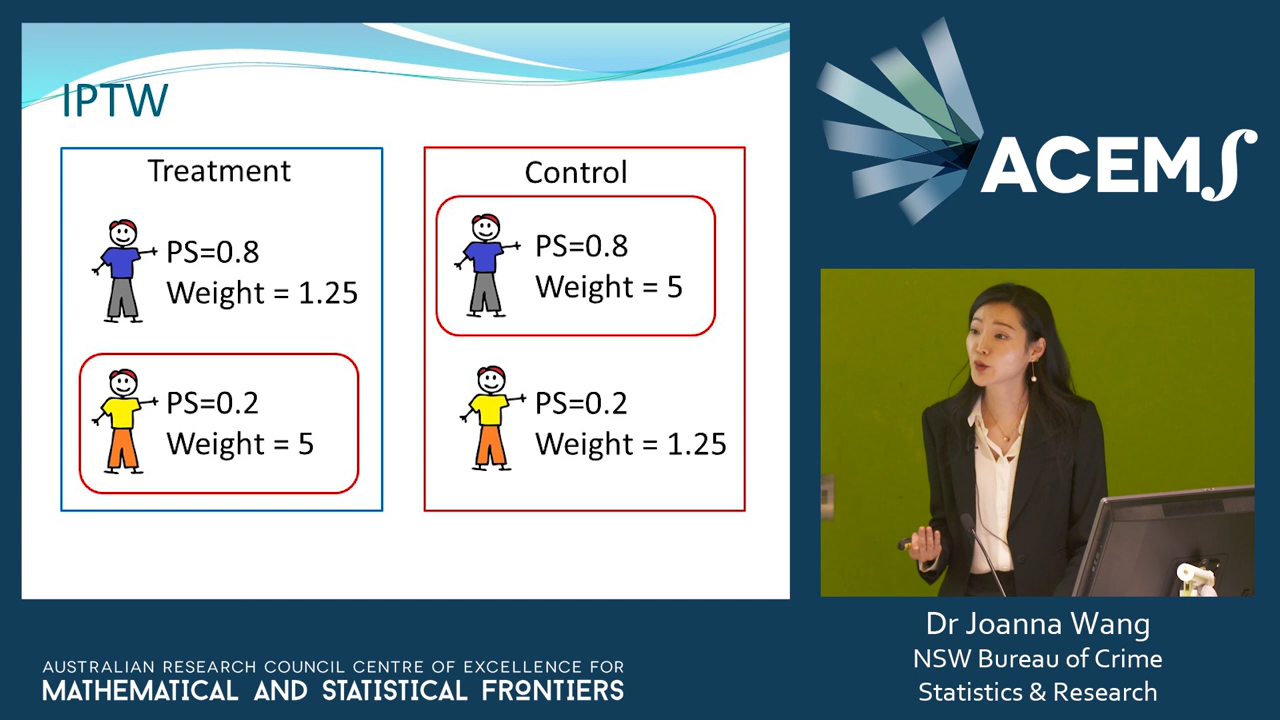 IPTW
Treatment
PS=0.8
Weight = 1.25
PS=0.2
Weight = 5
Control
PS=0.8
Weight = 5
PS=0.2
Weight = 1.25
ACEMS
Dr Joanna Wang
NSW Bureau of Crime
Statistics & Research
AUSTRALIAN RESEARCH COUNCIL CENTRE OF EXCELLENCE FOR
MATHEMATICAL AND STATISTICAL FRONTIERS